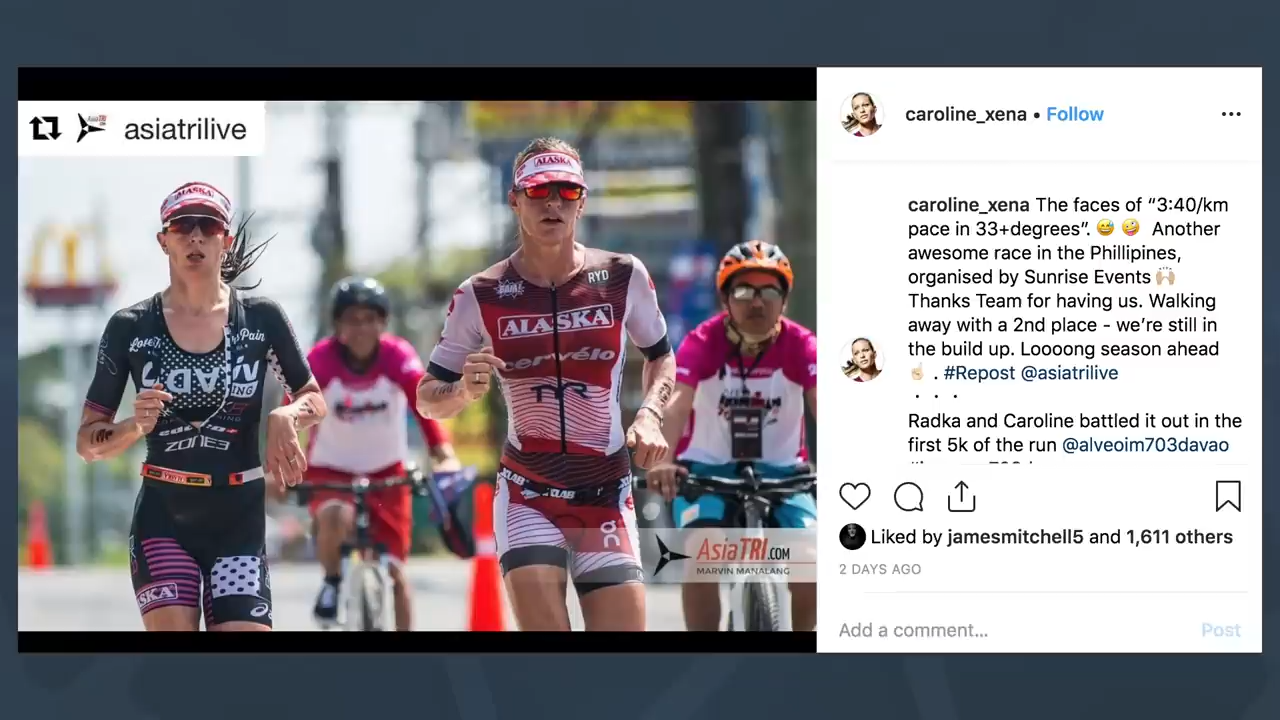 asiatrilive
caroline_xena • Follow
caroline_xena The faces of “3:40/km
pace in 33+degrees”. 😅 🤪 Another
awesome race in the Phillipines,
organised by Sunrise Events 🙌🏼
Thanks Team for having us. Walking
away with a 2nd place - we’re still in
the build up. Loooong season ahead
☝🏻 . #Repost @asiatrilive
· · ·
Radka and Caroline battled it out in the
first 5k of the run @alveoim703davao
Liked by jamesmitchell5 and 1,611 others
2 DAYS AGO
Add a comment...
Post
ALASKA
ALASKA
RYD
BAM!
ALASKA
cervélo
TYR
ZONE3
SKA
AsiaTRI.COM
MARVIN MANALANG